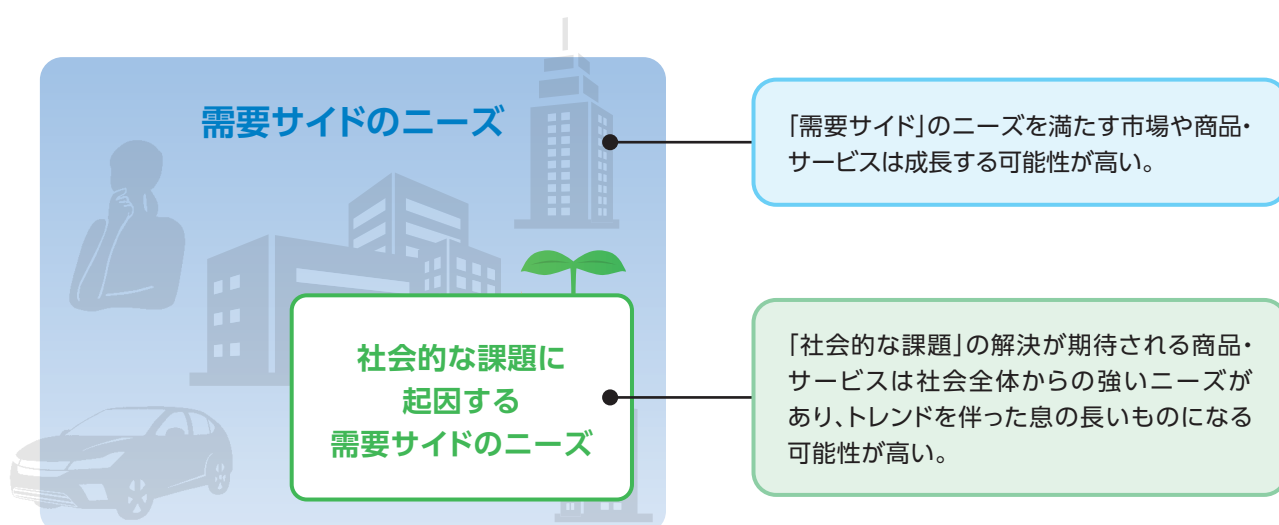 需要サイドのニーズ
「需要サイド」のニーズを満たす市場や商品・
サービスは成長する可能性が高い。
社会的な課題に
起因する
需要サイドのニーズ
「社会的な課題」の解決が期待される商品・
サービスは社会全体からの強いニーズが
あり、トレンドを伴った息の長いものになる
可能性が高い。